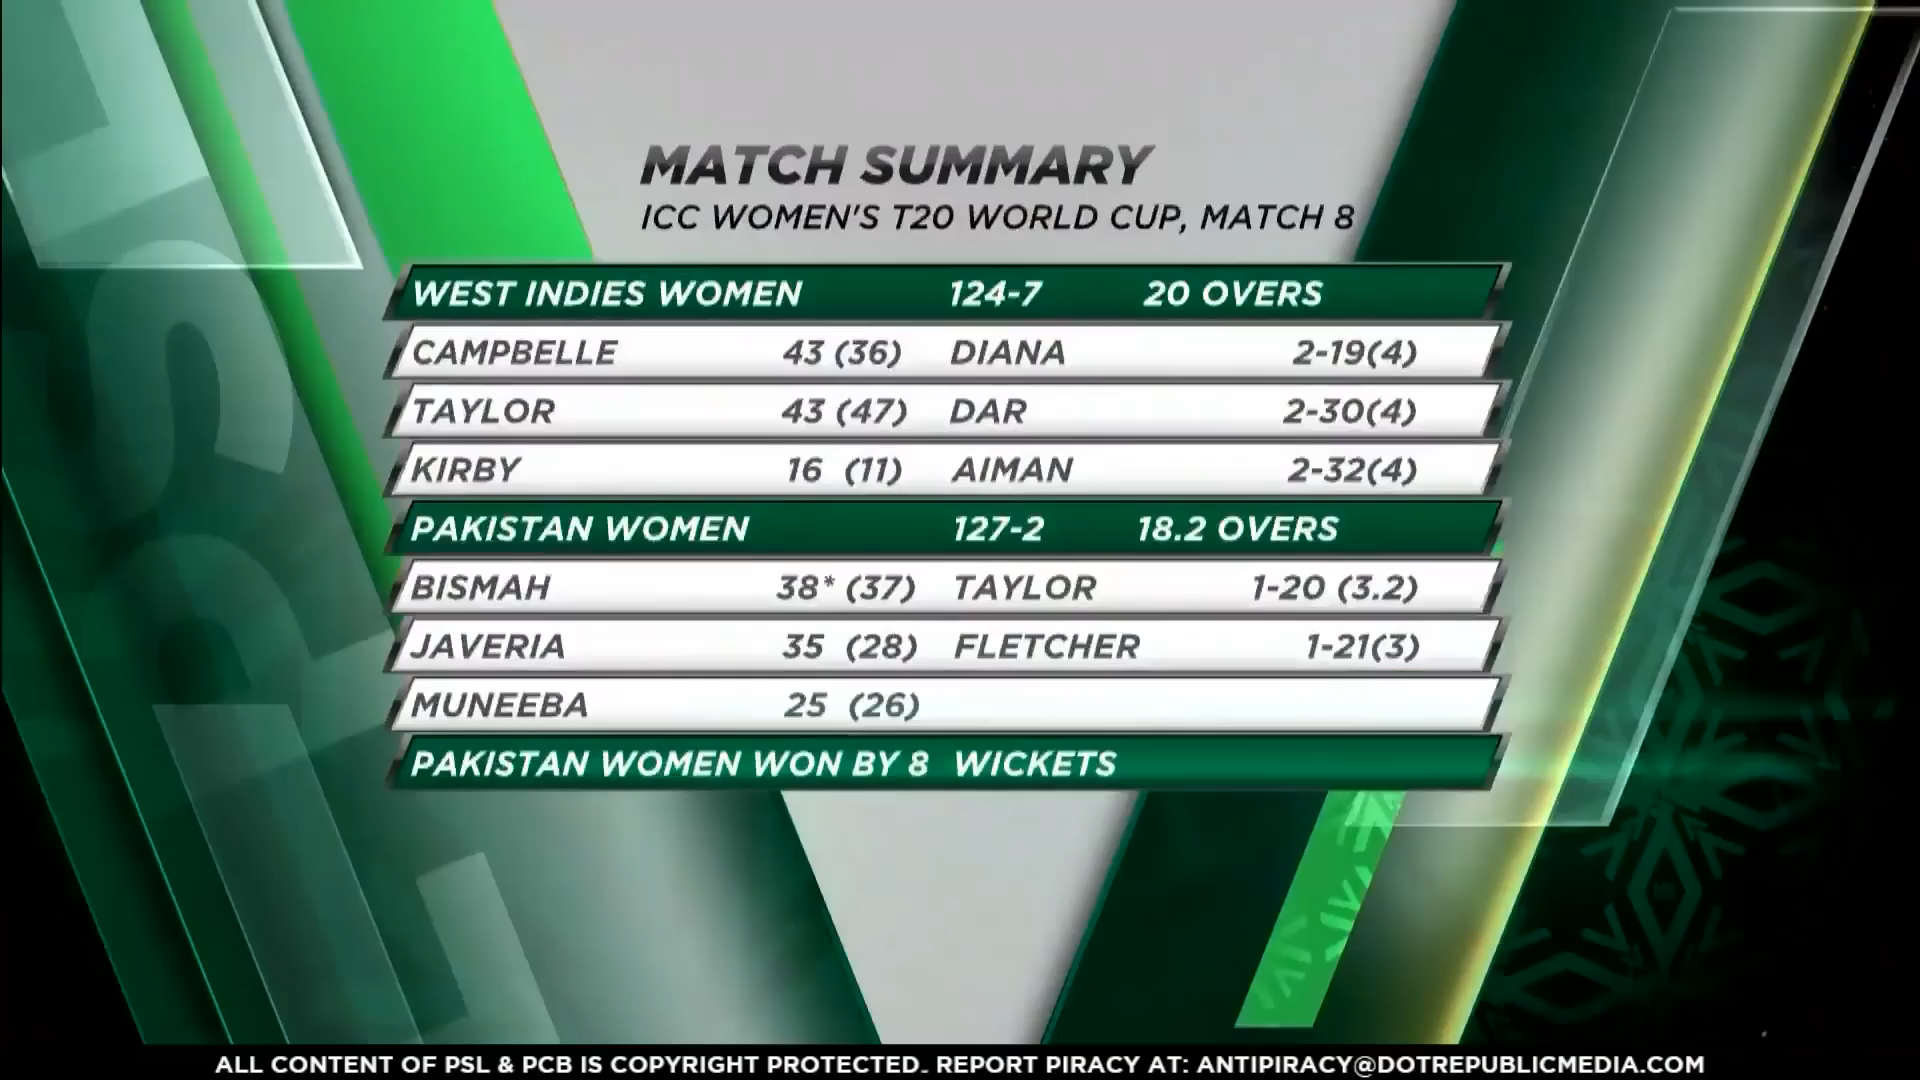 MATCH SUMMARY
ICC WOMEN'S T20 WORLD CUP, MATCH 8
WEST INDIES WOMEN 124-7 20 OVERS
CAMPBELLE 43 (36) DIANA 2-19(4)
TAYLOR 43 (47) DAR 2-30(4)
KIRBY 16 (11) AIMAN 2-32(4)
PAKISTAN WOMEN 127-2 18.2 OVERS
BISMAH 38* (37) TAYLOR 1-20 (3.2)
JAVERIA 35 (28) FLETCHER 1-21(3)
MUNEEBA 25 (26)
PAKISTAN WOMEN WON BY 8 WICKETS
ALL CONTENT OF PSL & PCB IS COPYRIGHT PROTECTED. REPORT PIRACY AT: ANTIPIRACY@DOTREPUBLICMEDIA.COM